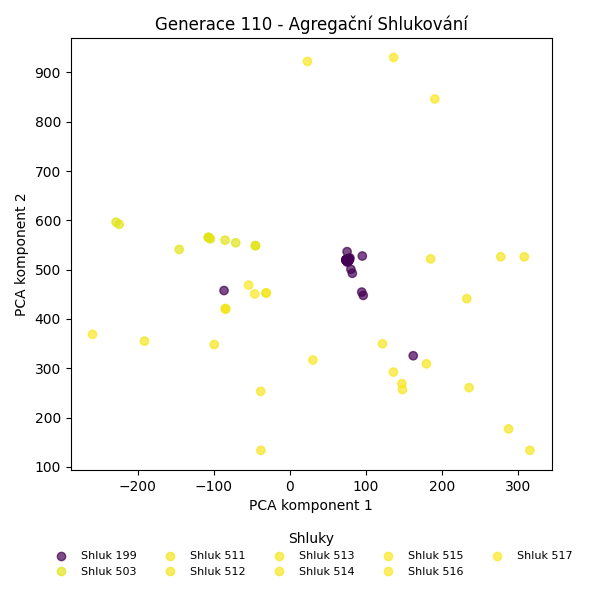 Generace 110 - Agregační Shlukování
PCA komponent 2
900
800
700
600
500
400
300
200
100
−200 −100 0 100 200 300
PCA komponent 1
Shluky
Shluk 199 Shluk 511 Shluk 513 Shluk 515 Shluk 517
Shluk 503 Shluk 512 Shluk 514 Shluk 516